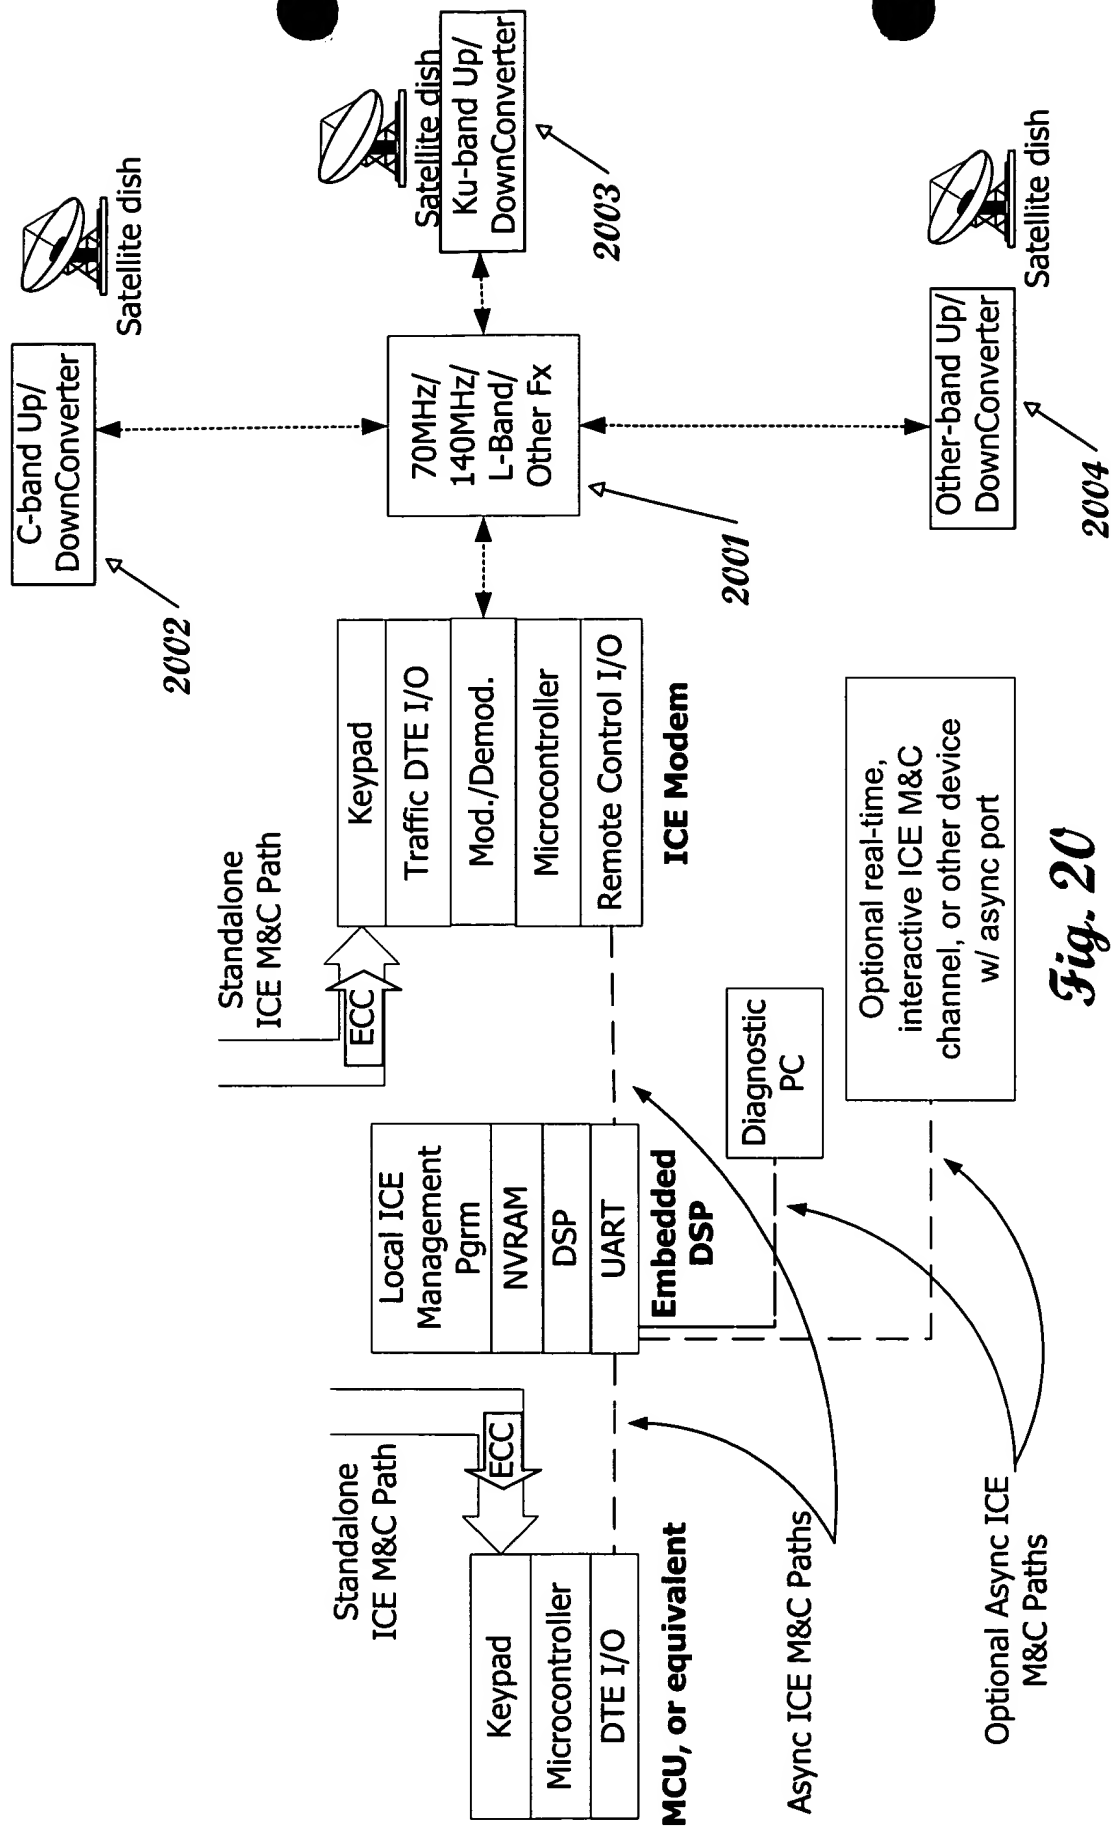 C-band Up/
DownConverter
Satellite dish
2002
Satellite dish
Ku-band Up/
DownConverter
2003
70MHz/
140MHz/
L-Band/
Other Fx
2001
Other-band Up/
DownConverter
Satellite dish
2004
Standalone
ICE M&C Path
ECC
Keypad
Traffic DTE I/O
Mod./Demod.
Microcontroller
Remote Control I/O
ICE Modem
Local ICE
Management
Pgrm
NVRAM
DSP
UART
Embedded
DSP
Diagnostic
PC
Optional real-time,
interactive ICE M&C
channel, or other device
w/ async port
Standalone
ICE M&C Path
ECC
Keypad
Microcontroller
DTE I/O
MCU, or equivalent
Async ICE M&C Paths
Optional Async ICE
M&C Paths
Fig. 20